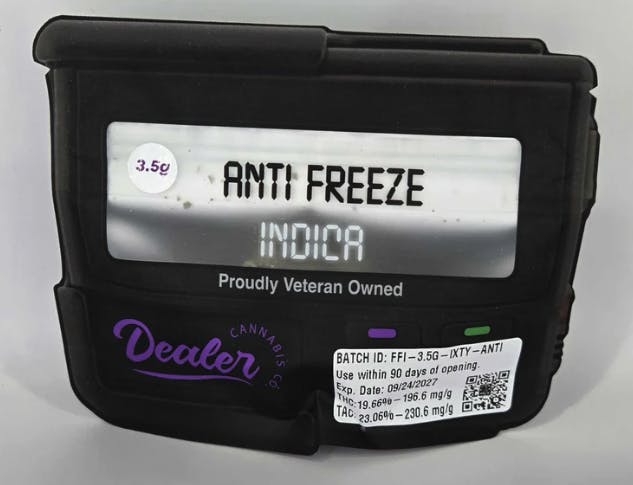 3.5g
ANTI FREEZE
INDICA
Proudly Veteran Owned
Dealer
CANNABIS CO
BATCH ID: FFI-3.5G-IXTY-ANTI
Use within 90 days of opening.
Exp. Date: 09/24/2027
THC: 19.66% - 196.6 mg/g
TAC: 23.06% - 230.6 mg/g